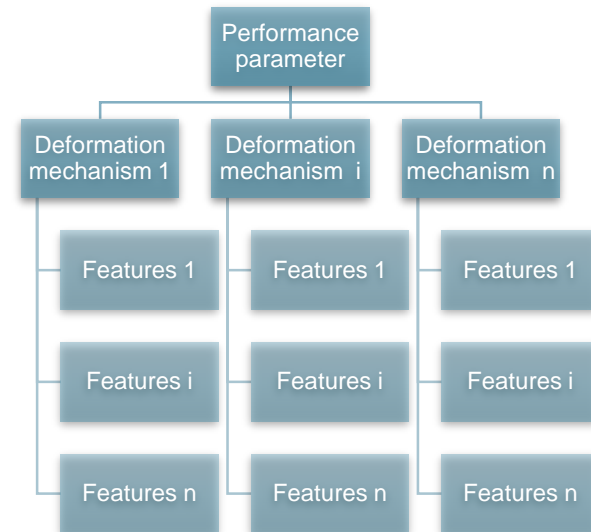 Performance
parameter
Deformation
mechanism 1
Deformation
mechanism i
Deformation
mechanism n
Features 1
Features 1
Features 1
Features i
Features i
Features i
Features n
Features n
Features n